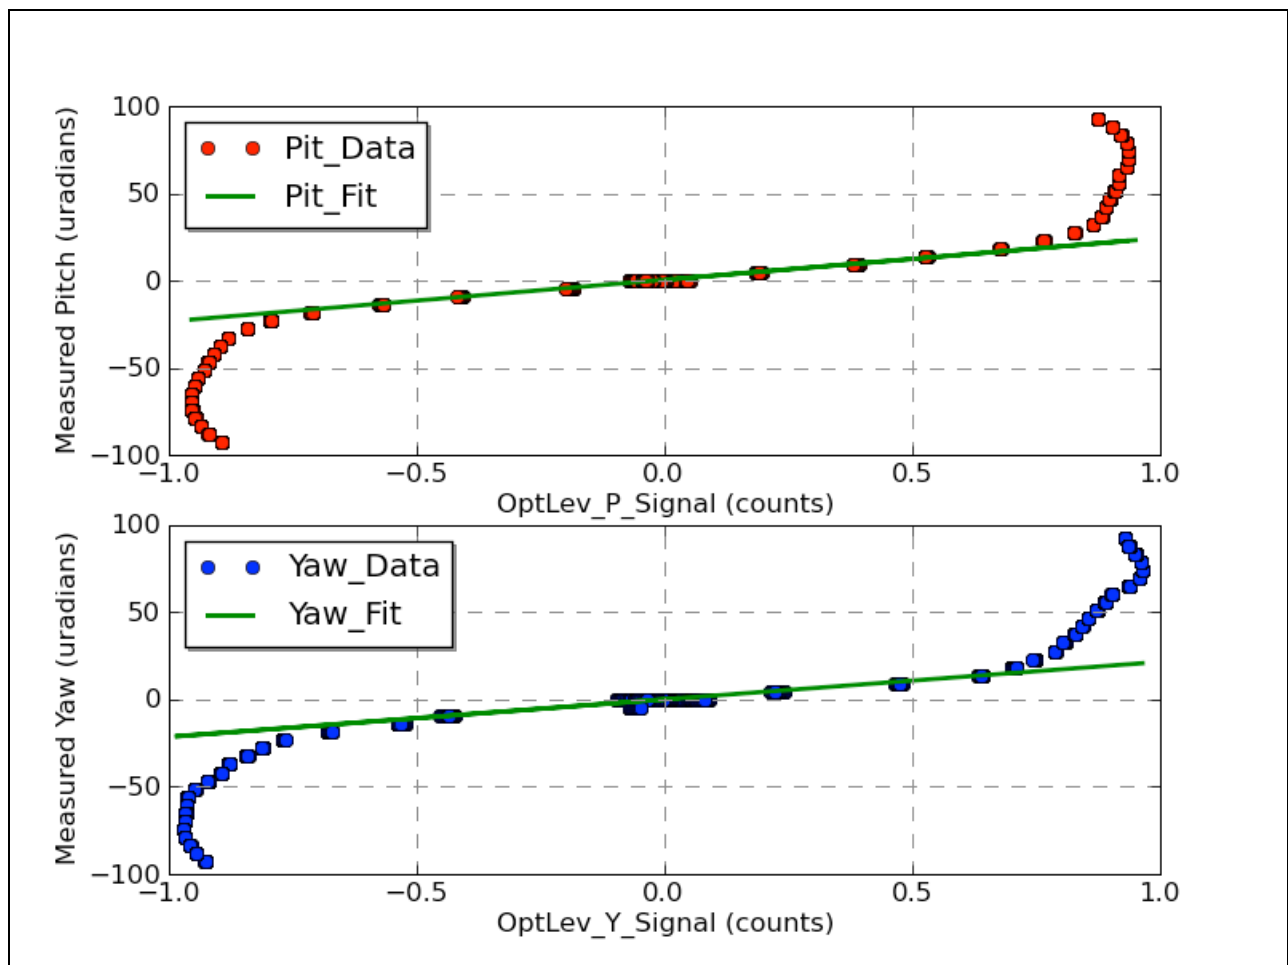 Measured Pitch (uradians)
100
50
0
−50
−100
Pit_Data
Pit_Fit
−1.0 −0.5 0.0 0.5 1.0
OptLev_P_Signal (counts)
Measured Yaw (uradians)
100
50
0
−50
−100
Yaw_Data
Yaw_Fit
−1.0 −0.5 0.0 0.5 1.0
OptLev_Y_Signal (counts)